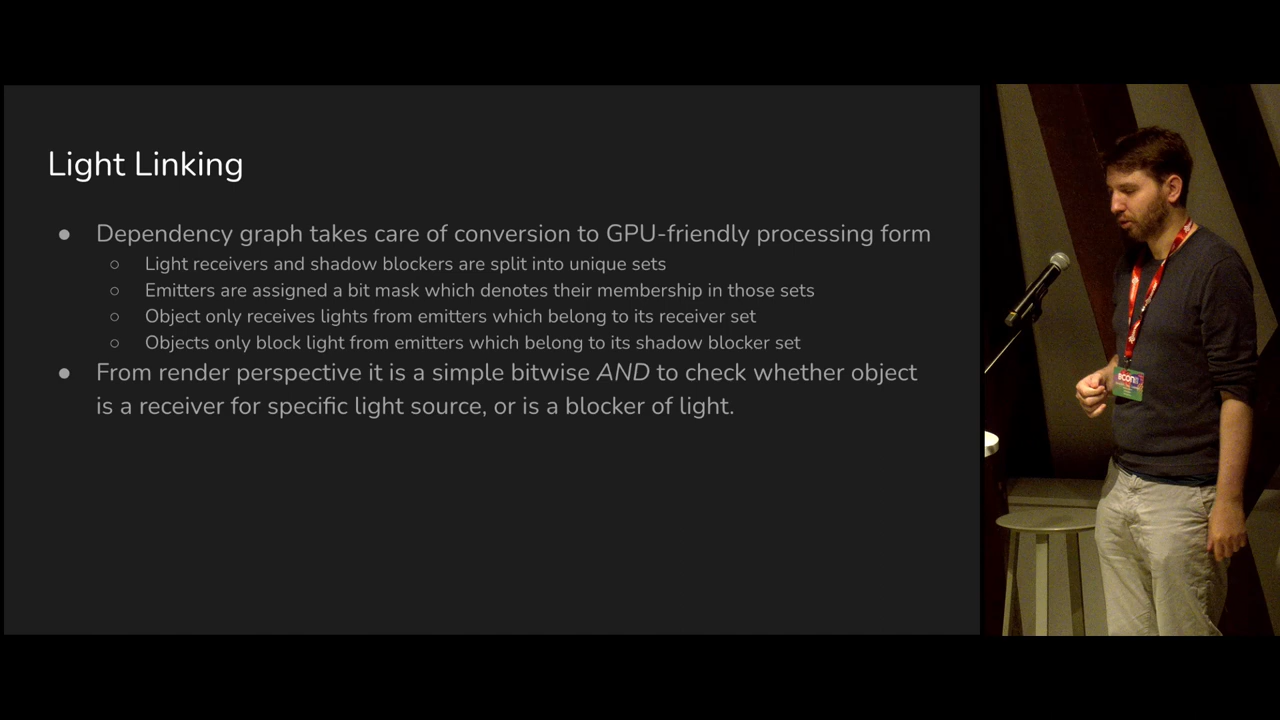 Light Linking
● Dependency graph takes care of conversion to GPU-friendly processing form
○ Light receivers and shadow blockers are split into unique sets
○ Emitters are assigned a bit mask which denotes their membership in those sets
○ Object only receives lights from emitters which belong to its receiver set
○ Objects only block light from emitters which belong to its shadow blocker set
● From render perspective it is a simple bitwise AND to check whether object
is a receiver for specific light source, or is a blocker of light.